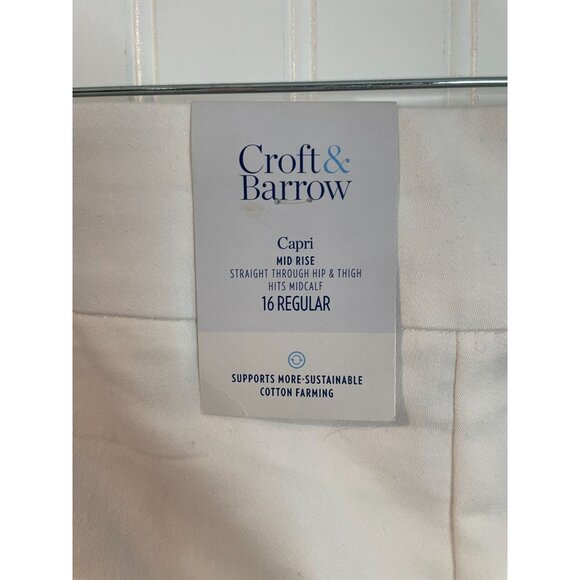 Croft&
Barrow
Capri
MID RISE
STRAIGHT THROUGH HIP & THIGH
HITS MIDCALF
16 REGULAR
SUPPORTS MORE-SUSTAINABLE
COTTON FARMING